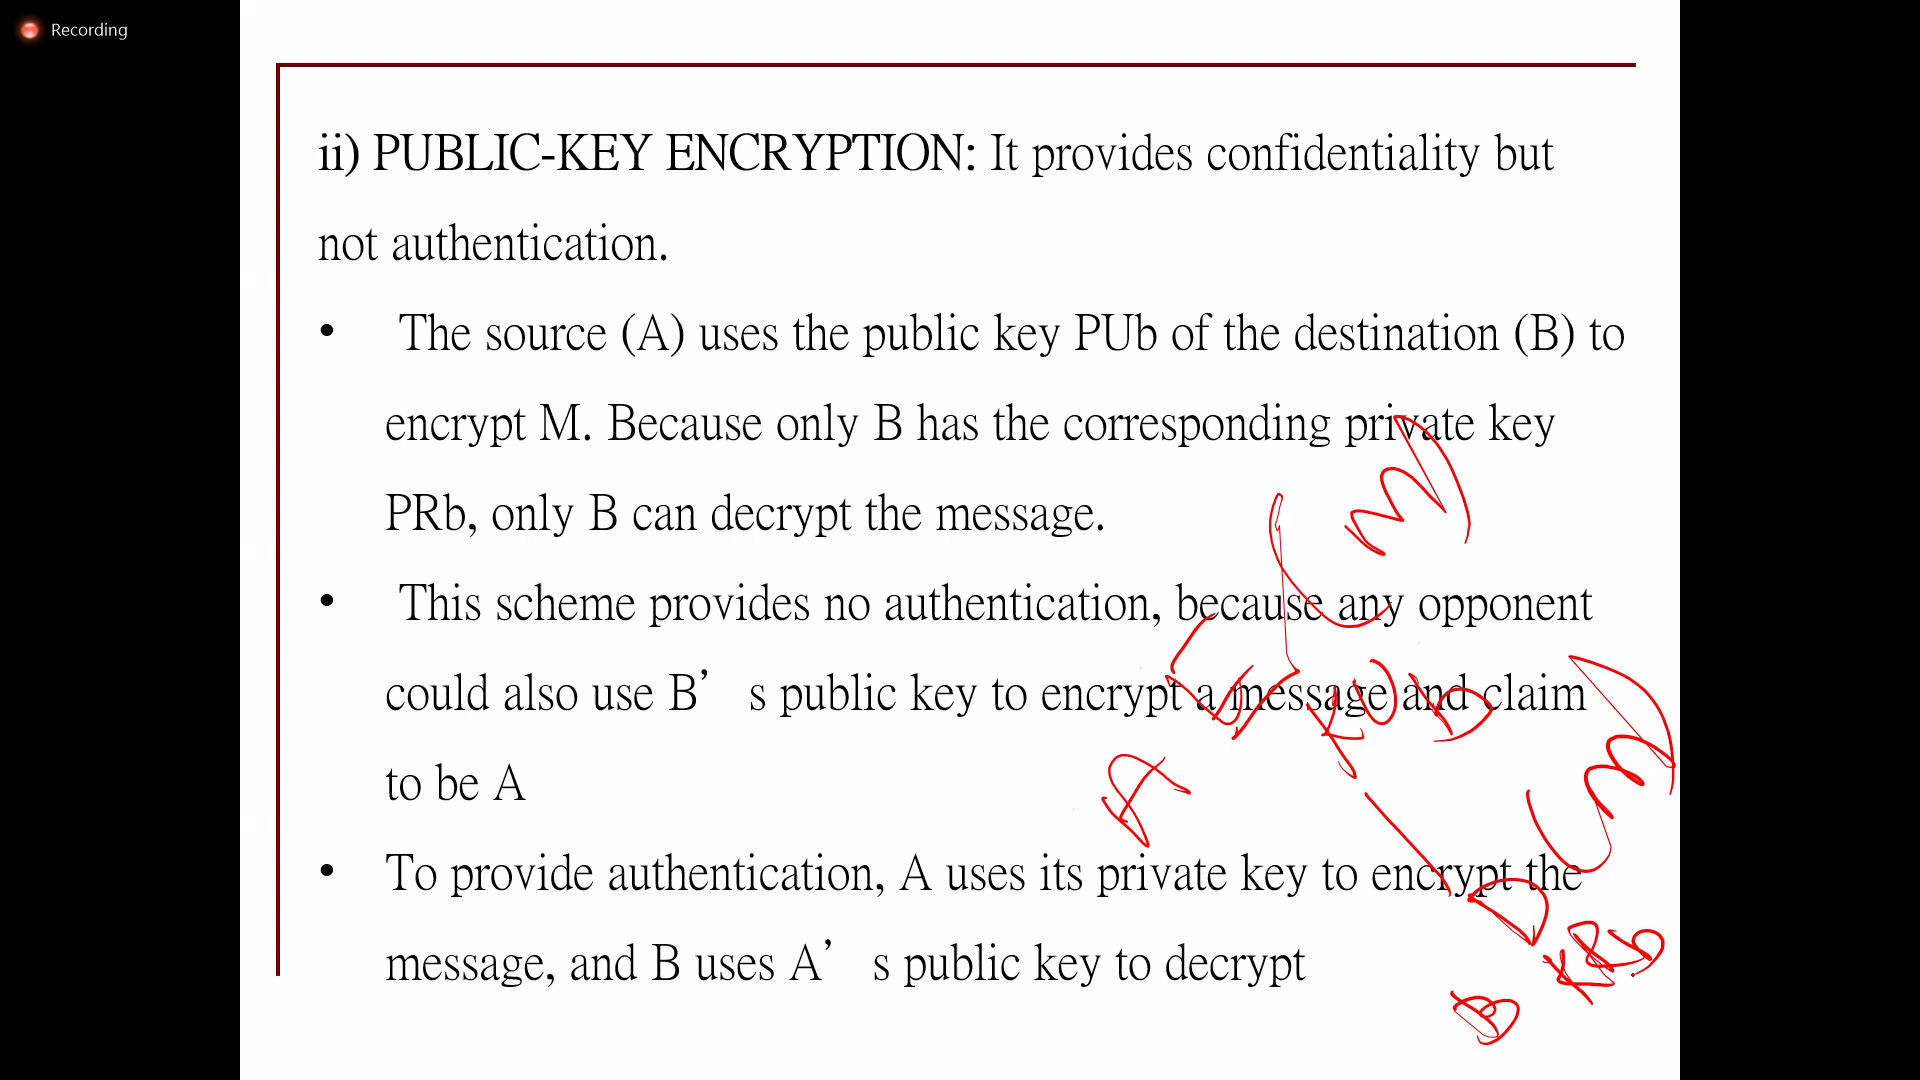 Recording
ii) PUBLIC-KEY ENCRYPTION: It provides confidentiality but
not authentication.
• The source (A) uses the public key PUb of the destination (B) to
encrypt M. Because only B has the corresponding private key
PRb, only B can decrypt the message.
• This scheme provides no authentication, because any opponent
could also use B’ s public key to encrypt a message and claim
to be A
• To provide authentication, A uses its private key to encrypt the
message, and B uses A’ s public key to decrypt
A E KUb (M)
B D KRb (M)